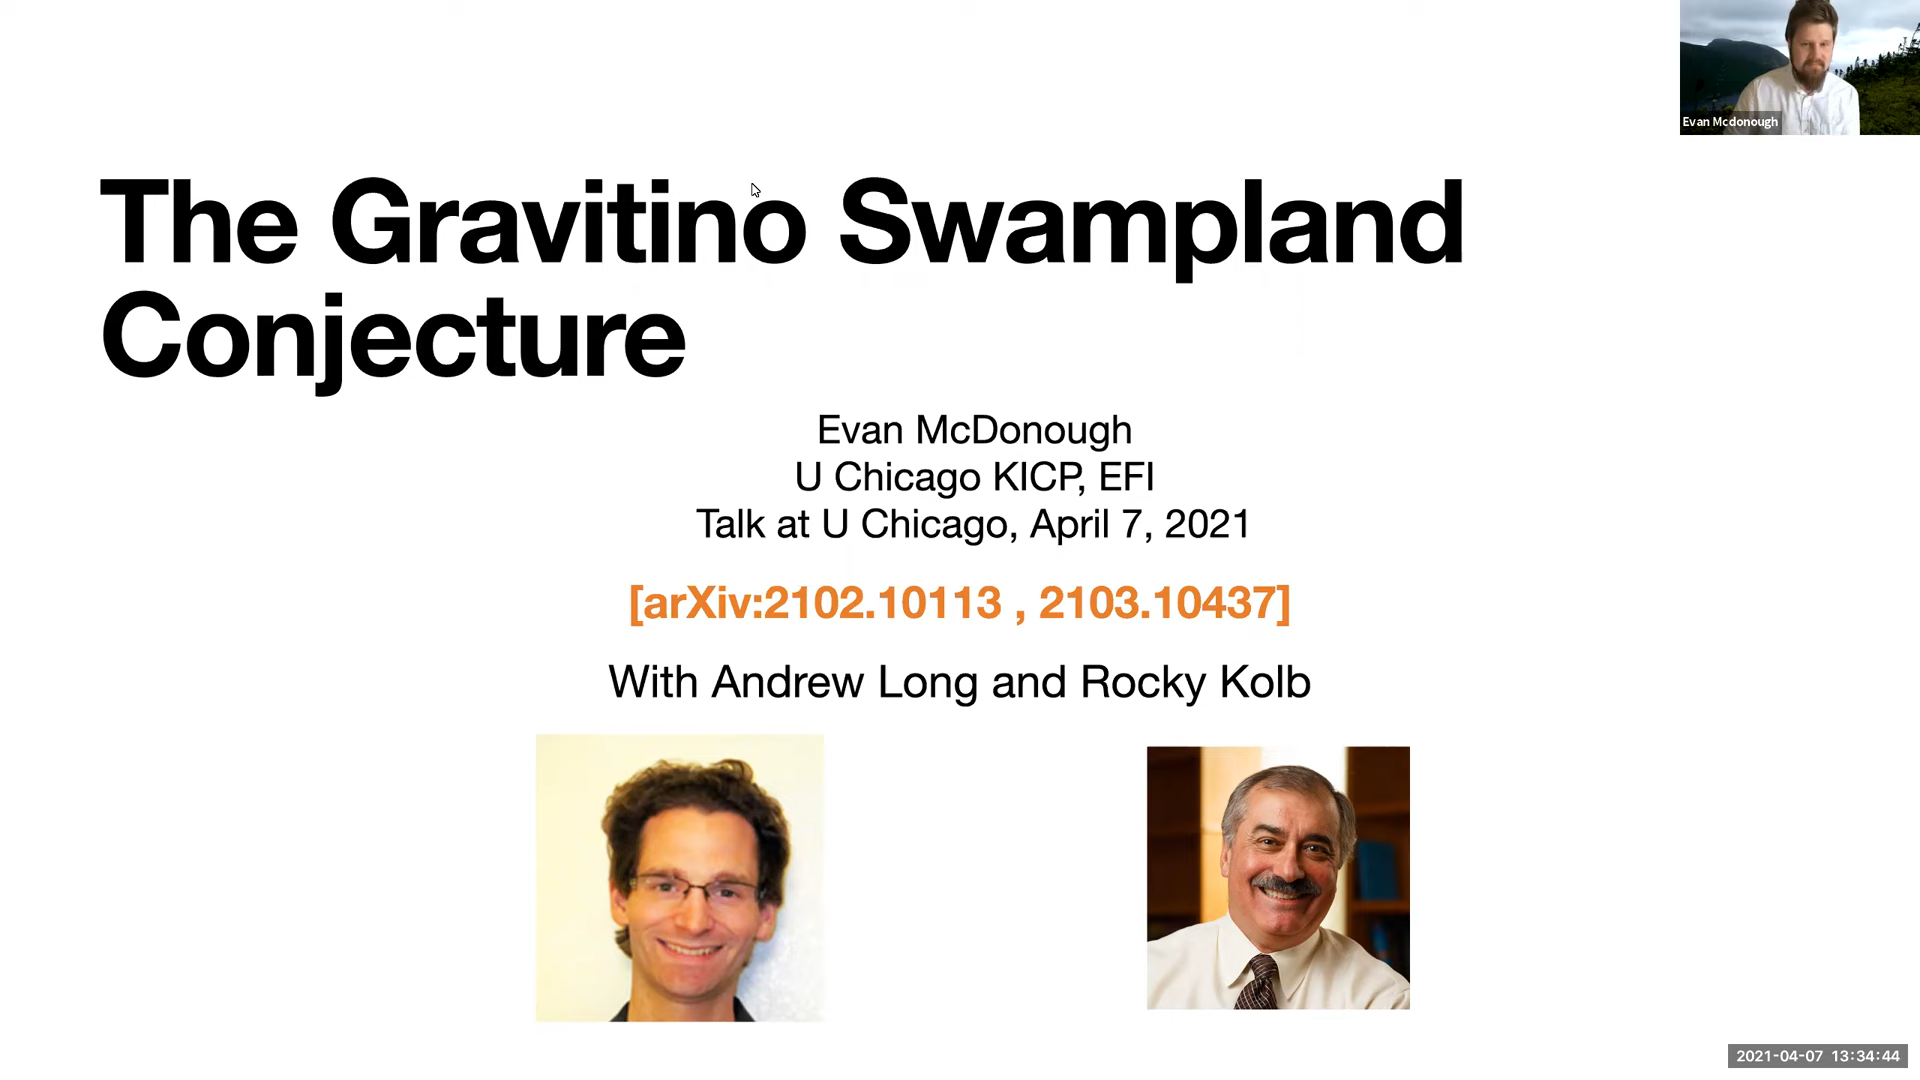 Evan Mcdonough
The Gravitino Swampland
Conjecture
Evan McDonough
U Chicago KICP, EFI
Talk at U Chicago, April 7, 2021
[arXiv:2102.10113 , 2103.10437]
With Andrew Long and Rocky Kolb
2021-04-07 13:34:44